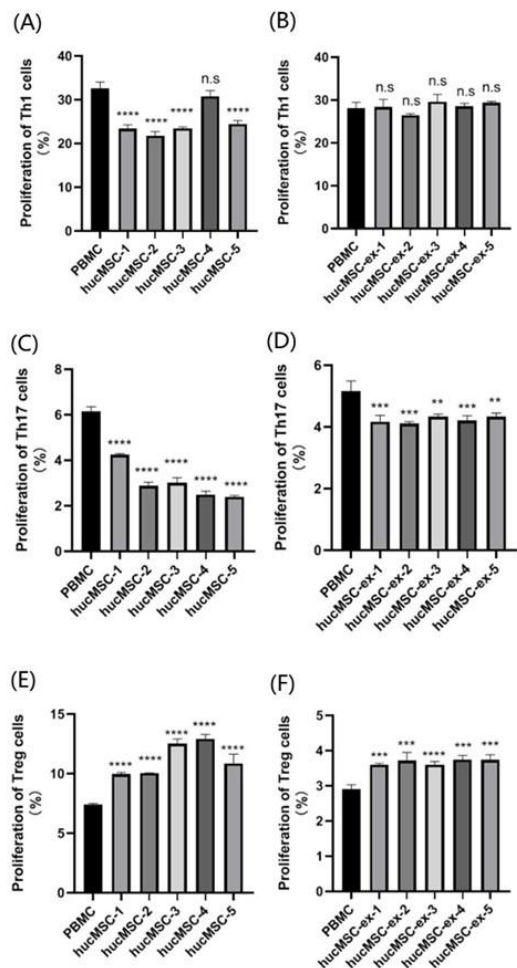 (A)
Proliferation of Th1 cells
(%)
40
30
20
10
0
****
****
****
n.s
****
PBMC
hucMSC-1
hucMSC-2
hucMSC-3
hucMSC-4
hucMSC-5
(B)
Proliferation of Th1 cells
(%)
40
30
20
10
0
n.s
n.s
n.s
n.s
n.s
PBMC
hucMSC-ex-1
hucMSC-ex-2
hucMSC-ex-3
hucMSC-ex-4
hucMSC-ex-5
(C)
Proliferation of Th17 cells
(%)
8
6
4
2
0
****
****
****
****
****
PBMC
hucMSC-1
hucMSC-2
hucMSC-3
hucMSC-4
hucMSC-5
(D)
Proliferation of Th17 cells
(%)
6
4
2
0
***
***
**
***
**
PBMC
hucMSC-ex-1
hucMSC-ex-2
hucMSC-ex-3
hucMSC-ex-4
hucMSC-ex-5
(E)
Proliferation of Treg cells
(%)
15
10
5
0
****
****
****
****
****
PBMC
hucMSC-1
hucMSC-2
hucMSC-3
hucMSC-4
hucMSC-5
(F)
Proliferation of Treg cells
(%)
5
4
3
2
1
0
***
***
****
***
***
PBMC
hucMSC-ex-1
hucMSC-ex-2
hucMSC-ex-3
hucMSC-ex-4
hucMSC-ex-5